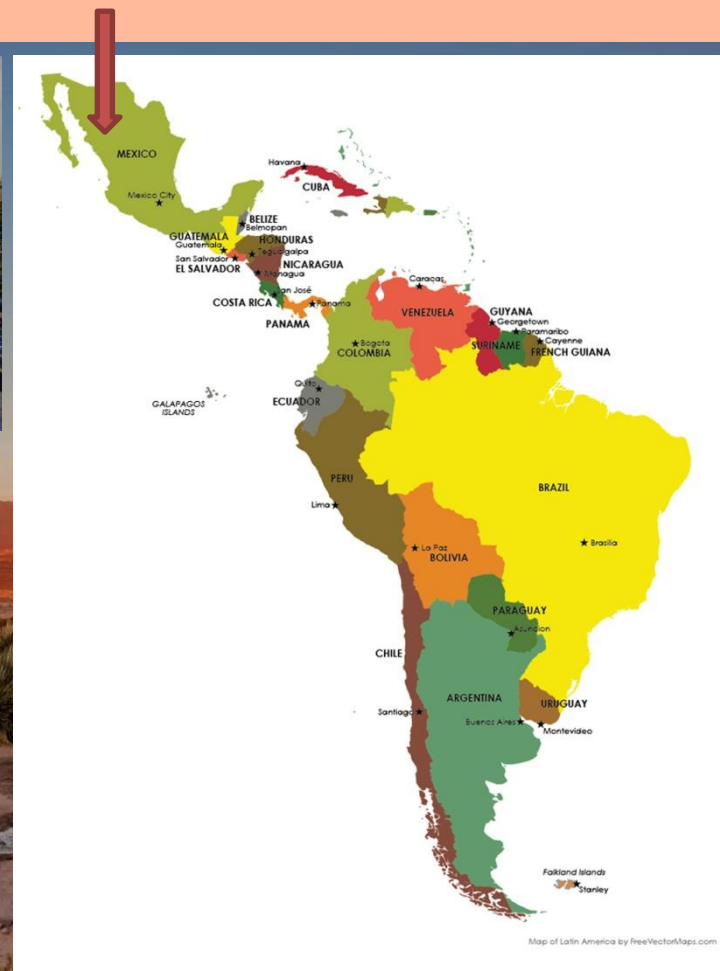 MEXICO
Mexico City
Havana
CUBA
BELIZE
Belmopan
GUATEMALA
Guatemala
HONDURAS
Tegucigalpa
San Salvador
EL SALVADOR
NICARAGUA
Managua
COSTA RICA
San José
Panama
PANAMA
Caracas
VENEZUELA
GUYANA
Georgetown
Paramaribo
SURINAME
Cayenne
FRENCH GUIANA
Bogota
COLOMBIA
Quito
ECUADOR
GALAPAGOS
ISLANDS
PERU
Lima
BRAZIL
Brasilia
La Paz
BOLIVIA
PARAGUAY
Asuncion
CHILE
ARGENTINA
URUGUAY
Santiago
Buenos Aires
Montevideo
Falkland Islands
Stanley
Map of Latin America by FreeVectorMaps.com